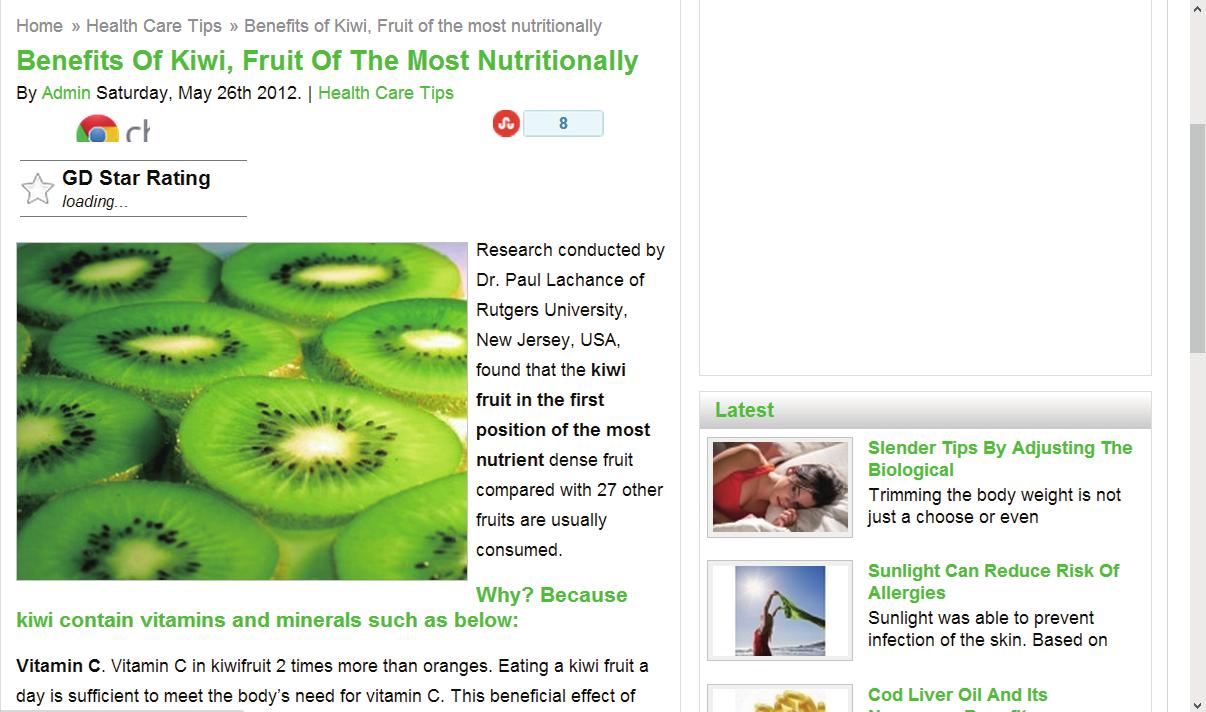 Home » Health Care Tips » Benefits of Kiwi, Fruit of the most nutritionally
Benefits Of Kiwi, Fruit Of The Most Nutritionally
By Admin Saturday, May 26th 2012. | Health Care Tips
8
GD Star Rating
loading...
Research conducted by
Dr. Paul Lachance of
Rutgers University,
New Jersey, USA,
found that the kiwi
fruit in the first
position of the most
nutrient dense fruit
compared with 27 other
fruits are usually
consumed.
Why? Because
kiwi contain vitamins and minerals such as below:
Vitamin C. Vitamin C in kiwifruit 2 times more than oranges. Eating a kiwi fruit a
day is sufficient to meet the body's need for vitamin C. This beneficial effect of
Latest
Slender Tips By Adjusting The
Biological
Trimming the body weight is not
just a choose or even
Sunlight Can Reduce Risk Of
Allergies
Sunlight was able to prevent
infection of the skin. Based on
Cod Liver Oil And Its